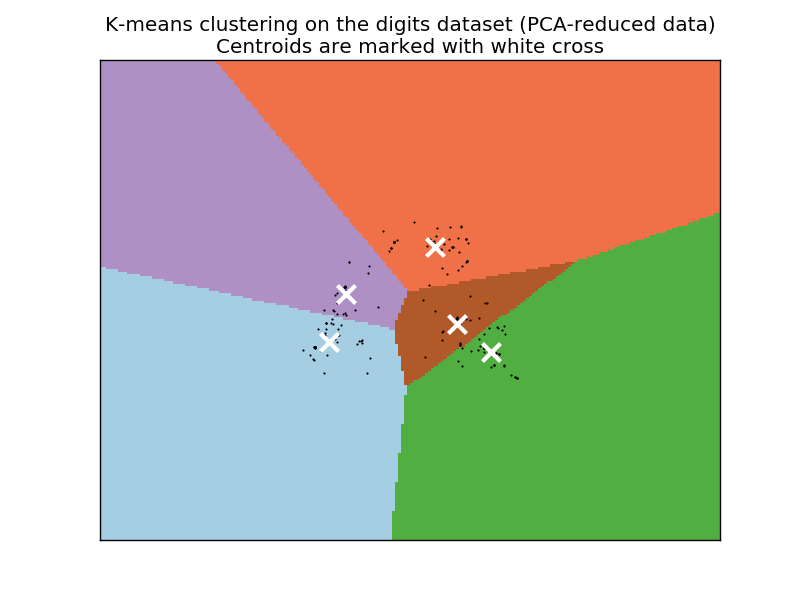 K-means clustering on the digits dataset (PCA-reduced data)
Centroids are marked with white cross